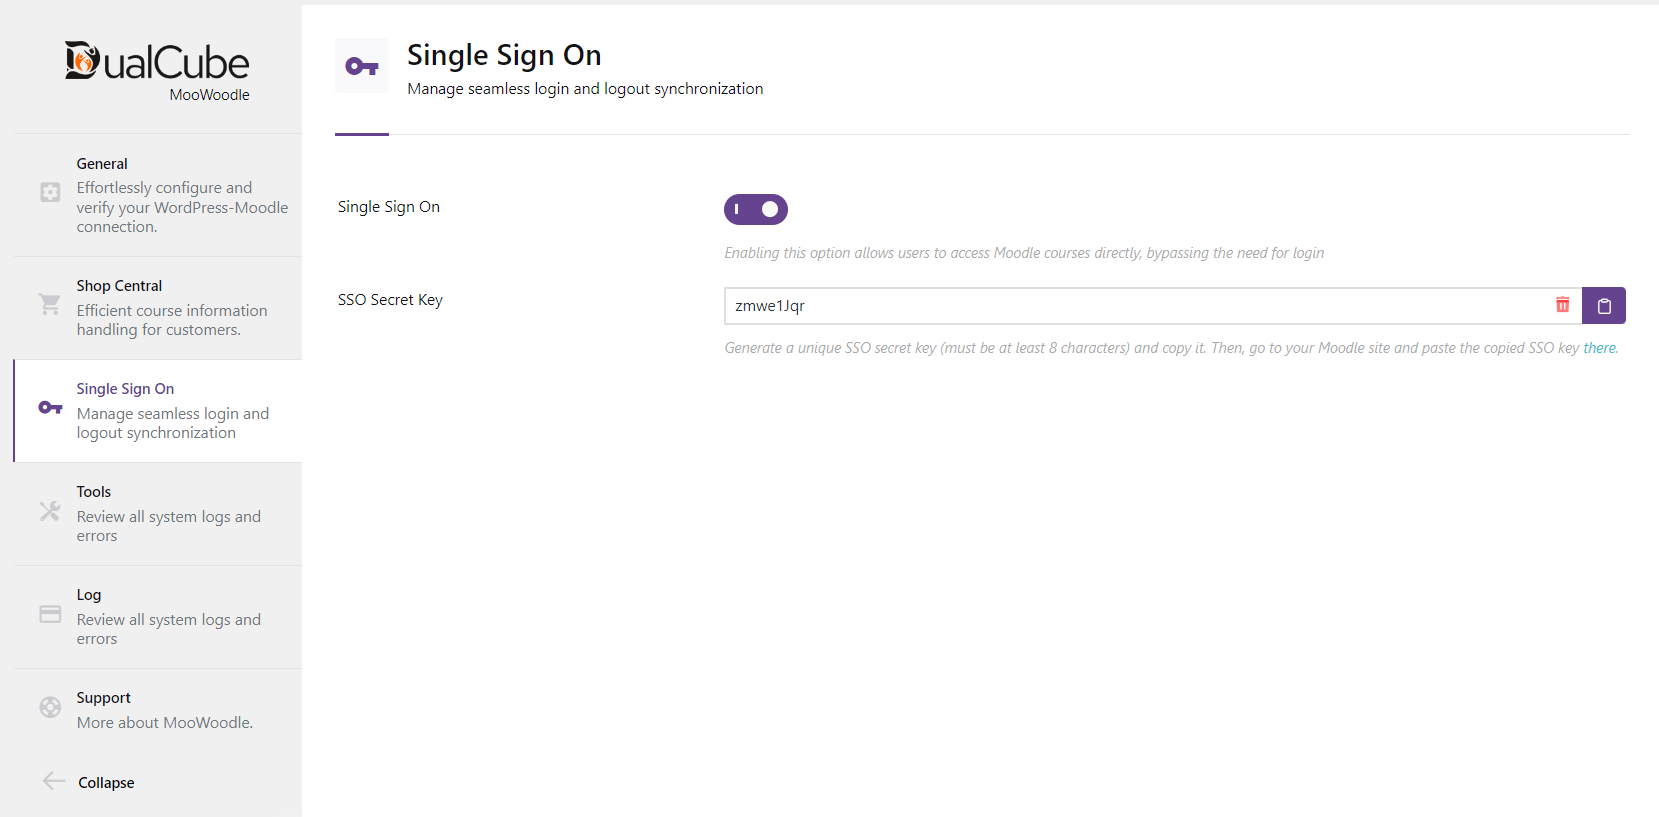 DualCube
MooWoodle
General
Effortlessly configure and
verify your WordPress-Moodle
connection.
Shop Central
Efficient course information
handling for customers.
Single Sign On
Manage seamless login and
logout synchronization
Tools
Review all system logs and
errors
Log
Review all system logs and
errors
Support
More about MooWoodle.
Collapse
Single Sign On
Manage seamless login and logout synchronization
Single Sign On
Enabling this option allows users to access Moodle courses directly, bypassing the need for login
SSO Secret Key
zmwe1Jqr
Generate a unique SSO secret key (must be at least 8 characters) and copy it. Then, go to your Moodle site and paste the copied SSO key there.